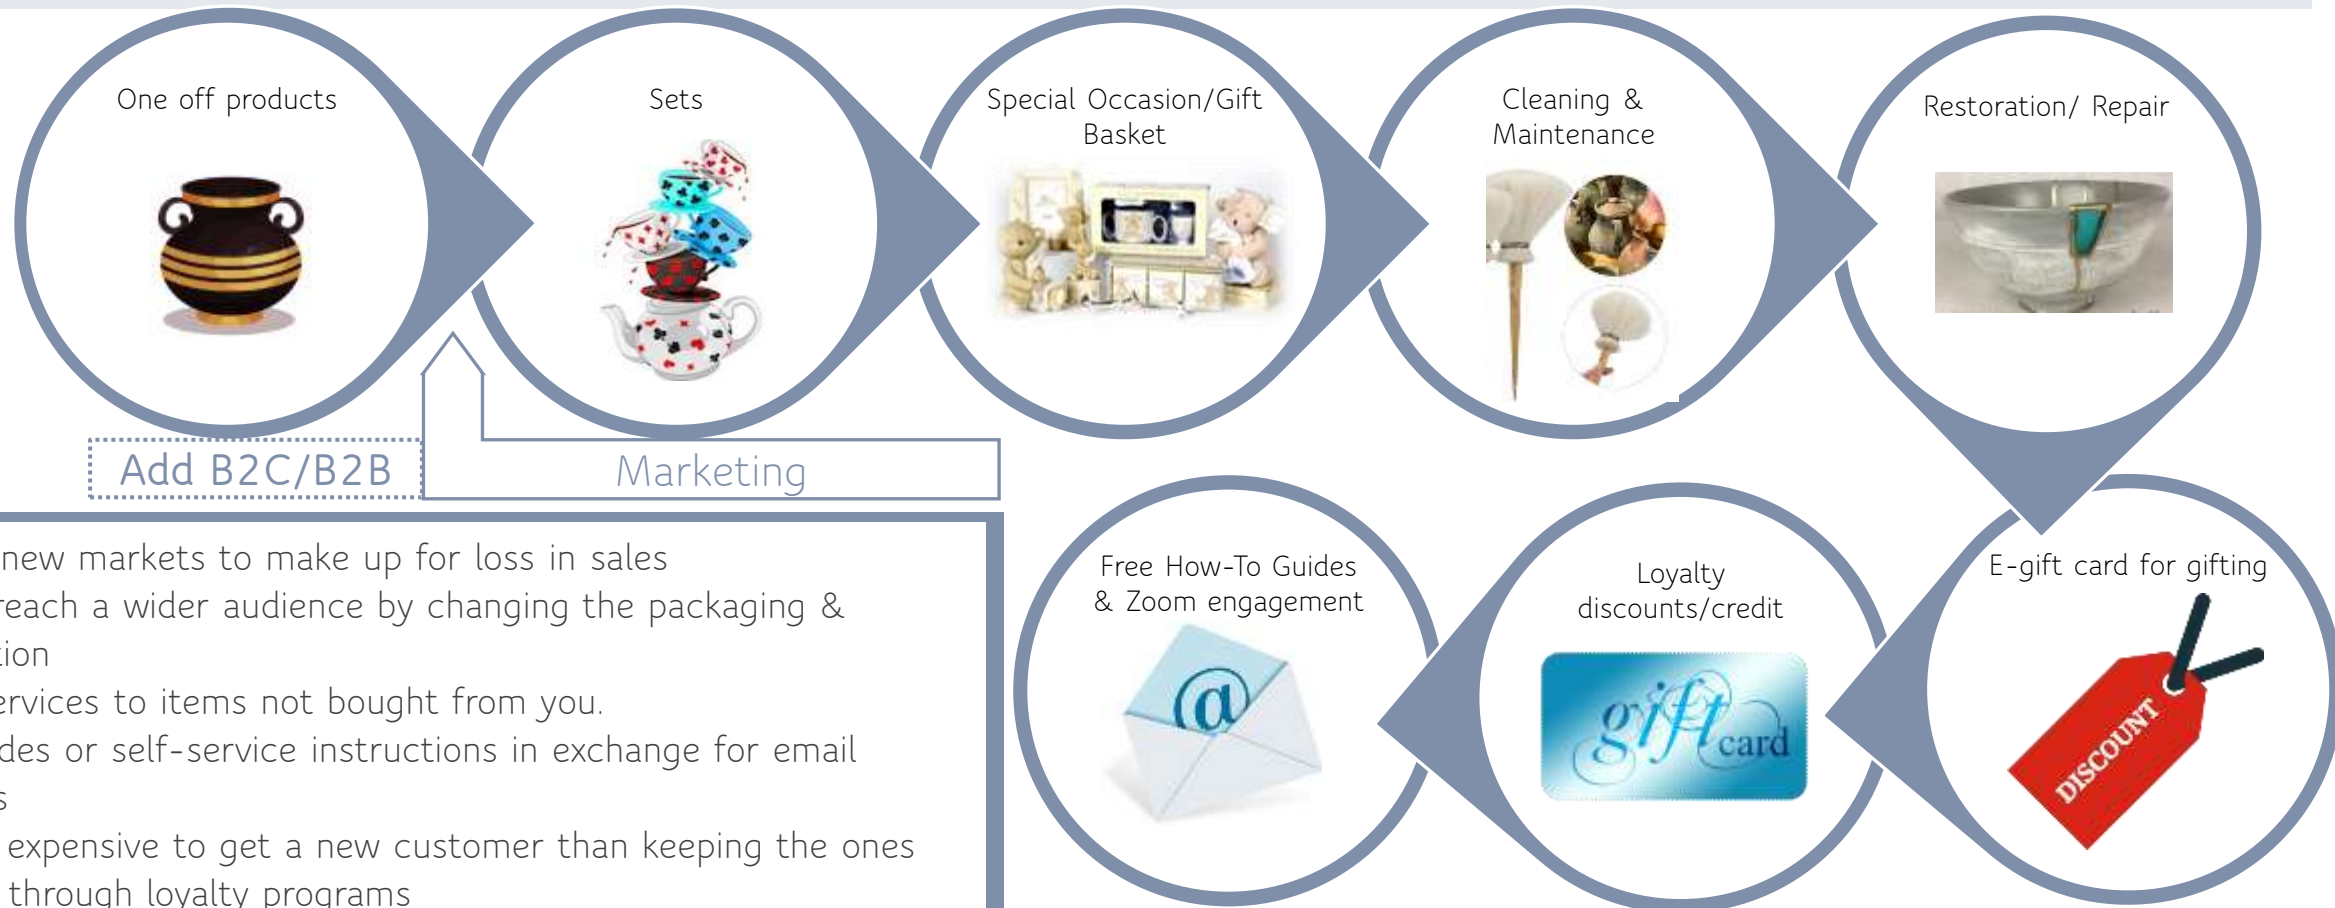 One off products
Sets
Special Occasion/Gift
Basket
Cleaning &
Maintenance
Restoration/ Repair
Add B2C/B2B
Marketing
new markets to make up for loss in sales
reach a wider audience by changing the packaging &
tion
ervices to items not bought from you.
des or self-service instructions in exchange for email
s
expensive to get a new customer than keeping the ones
through loyalty programs
Free How-To Guides
& Zoom engagement
@
Loyalty
discounts/credit
gift
card
E-gift card for gifting
DISCOUNT